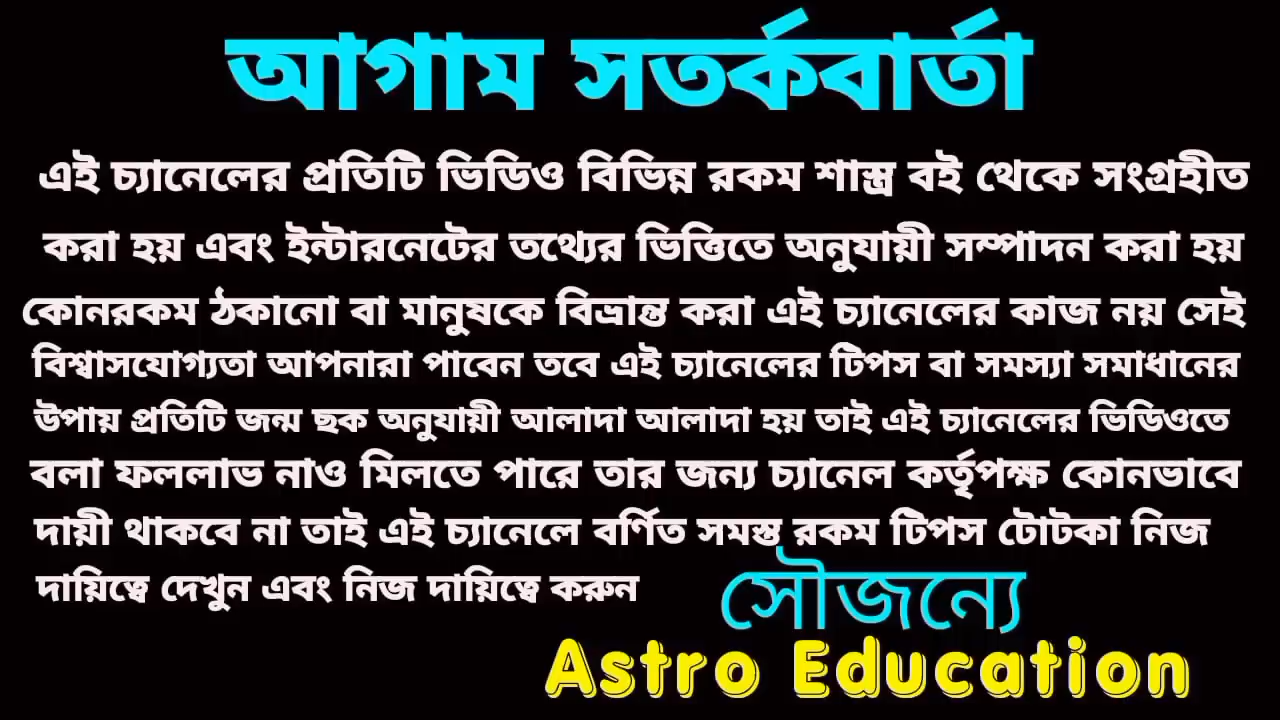 আগাম সতর্কবার্তা
এই চ্যানেলের প্রতিটি ভিডিও বিভিন্ন রকম শাস্ত্র বই থেকে সংগ্রহীত
করা হয় এবং ইন্টারনেটের তথ্যের ভিত্তিতে অনুযায়ী সম্পাদন করা হয়
কোনরকম ঠকানো বা মানুষকে বিভ্রান্ত করা এই চ্যানেলের কাজ নয় সেই
বিশ্বাসযোগ্যতা আপনারা পাবেন তবে এই চ্যানেলের টিপস বা সমস্যা সমাধানের
উপায় প্রতিটি জন্ম ছক অনুযায়ী আলাদা আলাদা হয় তাই এই চ্যানেলের ভিডিওতে
বলা ফললাভ নাও মিলতে পারে তার জন্য চ্যানেল কর্তৃপক্ষ কোনভাবে
দায়ী থাকবে না তাই এই চ্যানেলে বর্ণিত সমস্ত রকম টিপস টোটকা নিজ
দায়িত্বে দেখুন এবং নিজ দায়িত্বে করুন
সৌজন্যে
Astro Education